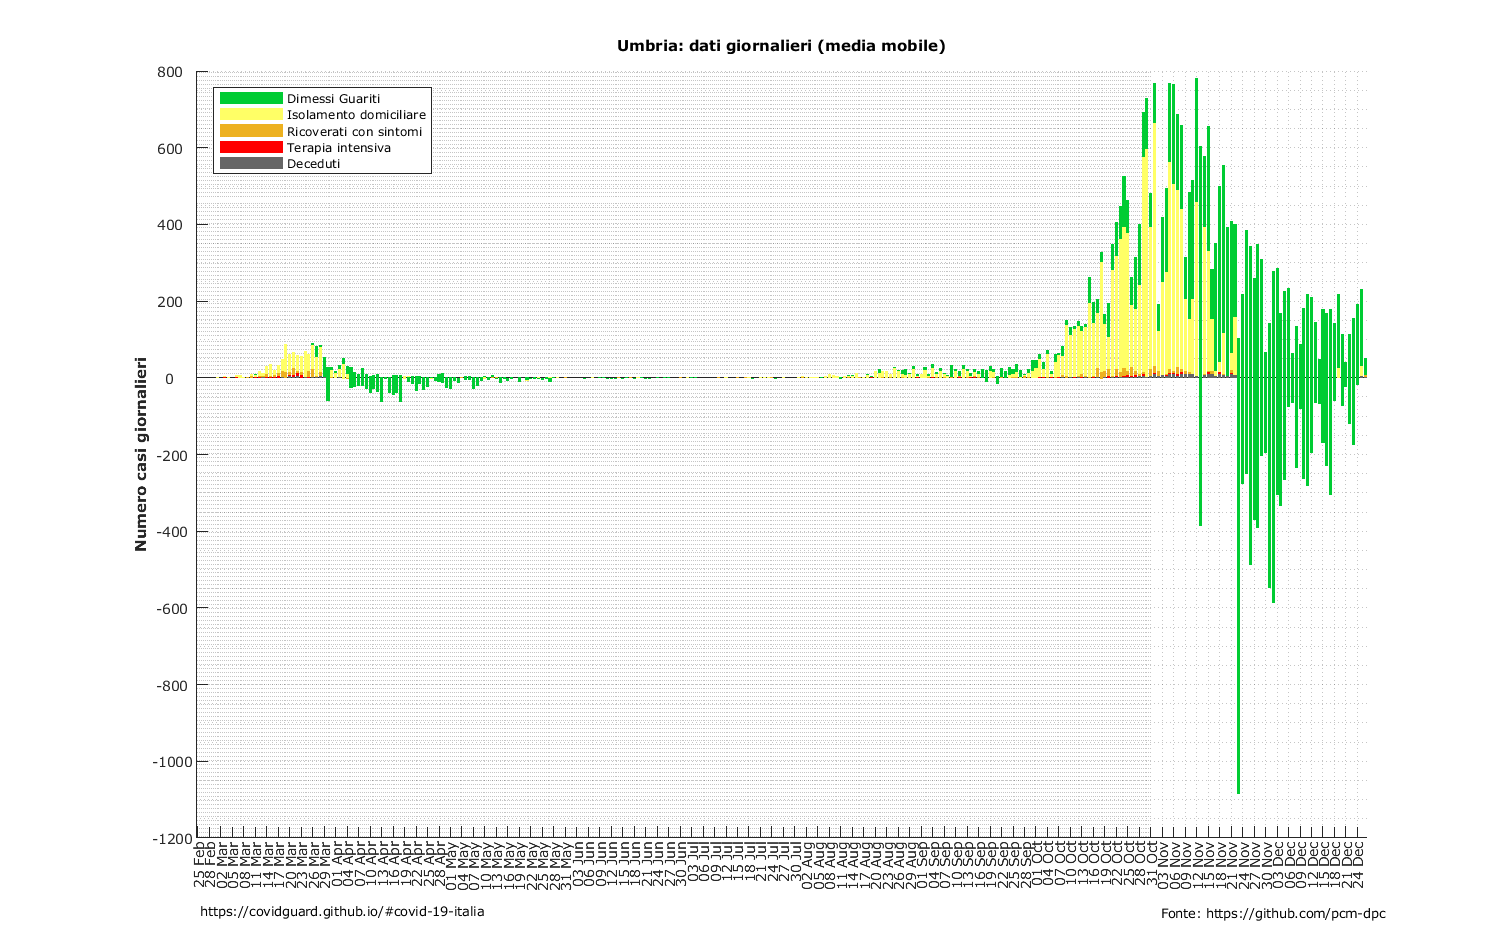 Umbria: dati giornalieri (media mobile)
800
600
400
200
0
-200
-400
-600
-800
-1000
-1200
Dimessi Guariti
Isolamento domiciliare
Ricoverati con sintomi
Terapia intensiva
Deceduti
Numero casi giornalieri
25 Feb
28 Feb
02 Mar
05 Mar
08 Mar
11 Mar
14 Mar
17 Mar
20 Mar
23 Mar
26 Mar
29 Mar
01 Apr
04 Apr
07 Apr
10 Apr
13 Apr
16 Apr
19 Apr
22 Apr
25 Apr
28 Apr
01 May
04 May
07 May
10 May
13 May
16 May
19 May
22 May
25 May
28 May
31 May
03 Jun
06 Jun
09 Jun
12 Jun
15 Jun
18 Jun
21 Jun
24 Jun
27 Jun
30 Jun
03 Jul
06 Jul
09 Jul
12 Jul
15 Jul
18 Jul
21 Jul
24 Jul
27 Jul
30 Jul
02 Aug
05 Aug
08 Aug
11 Aug
14 Aug
17 Aug
20 Aug
23 Aug
26 Aug
29 Aug
01 Sep
04 Sep
07 Sep
10 Sep
13 Sep
16 Sep
19 Sep
22 Sep
25 Sep
28 Sep
01 Oct
04 Oct
07 Oct
10 Oct
13 Oct
16 Oct
19 Oct
22 Oct
25 Oct
28 Oct
31 Oct
03 Nov
06 Nov
09 Nov
12 Nov
15 Nov
18 Nov
21 Nov
24 Nov
27 Nov
30 Nov
03 Dec
06 Dec
09 Dec
12 Dec
15 Dec
18 Dec
21 Dec
24 Dec
https://covidguard.github.io/#covid-19-italia
Fonte: https://github.com/pcm-dpc